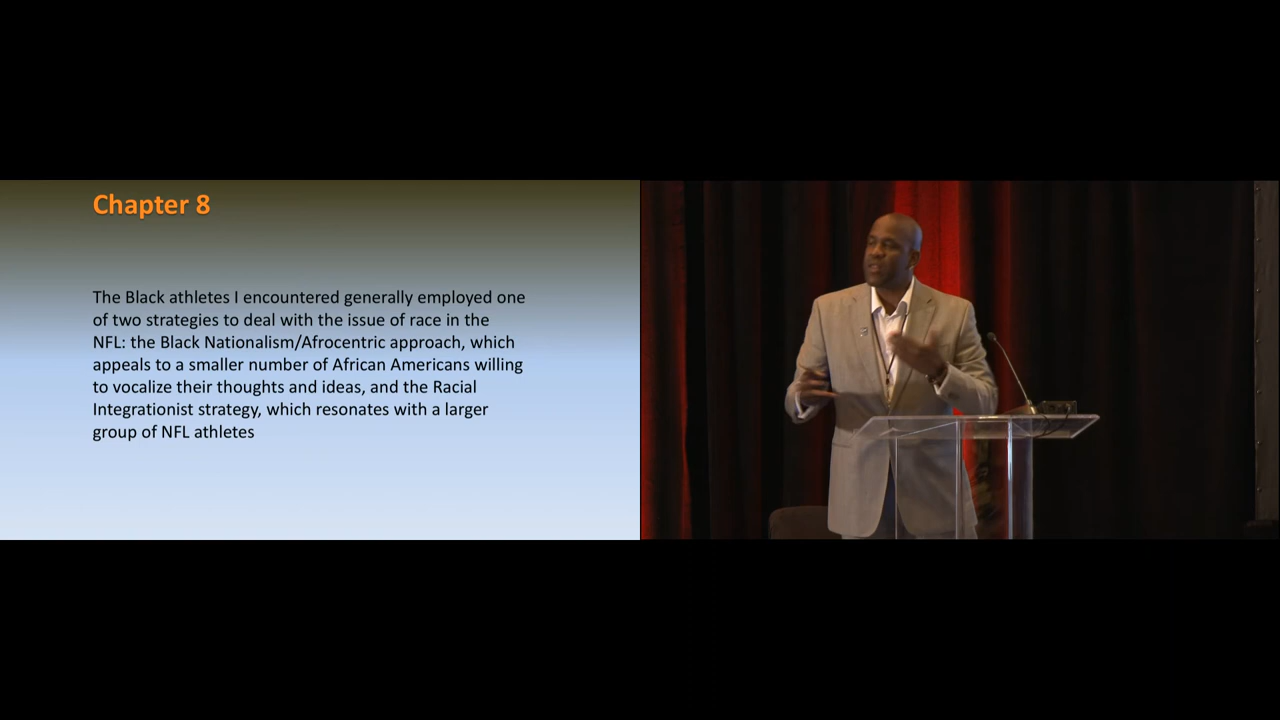 Chapter 8
The Black athletes I encountered generally employed one
of two strategies to deal with the issue of race in the
NFL: the Black Nationalism/Afrocentric approach, which
appeals to a smaller number of African Americans willing
to vocalize their thoughts and ideas, and the Racial
Integrationist strategy, which resonates with a larger
group of NFL athletes